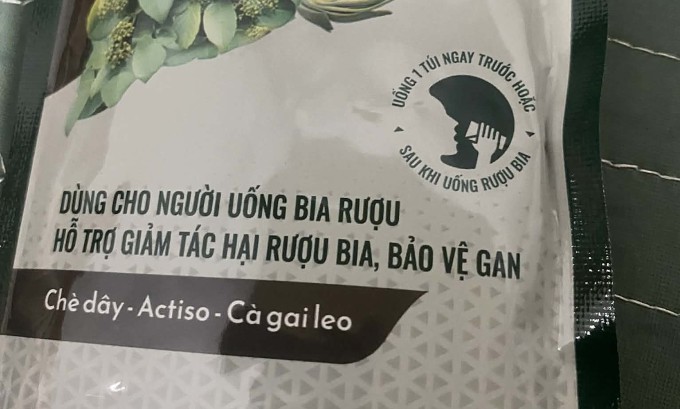 UỐNG 1 TÚI NGAY TRƯỚC HOẶC
SAU KHI UỐNG RƯỢU BIA
DÙNG CHO NGƯỜI UỐNG BIA RƯỢU
HỖ TRỢ GIẢM TÁC HẠI RƯỢU BIA, BẢO VỆ GAN
Chè dây - Actiso - Cà gai leo